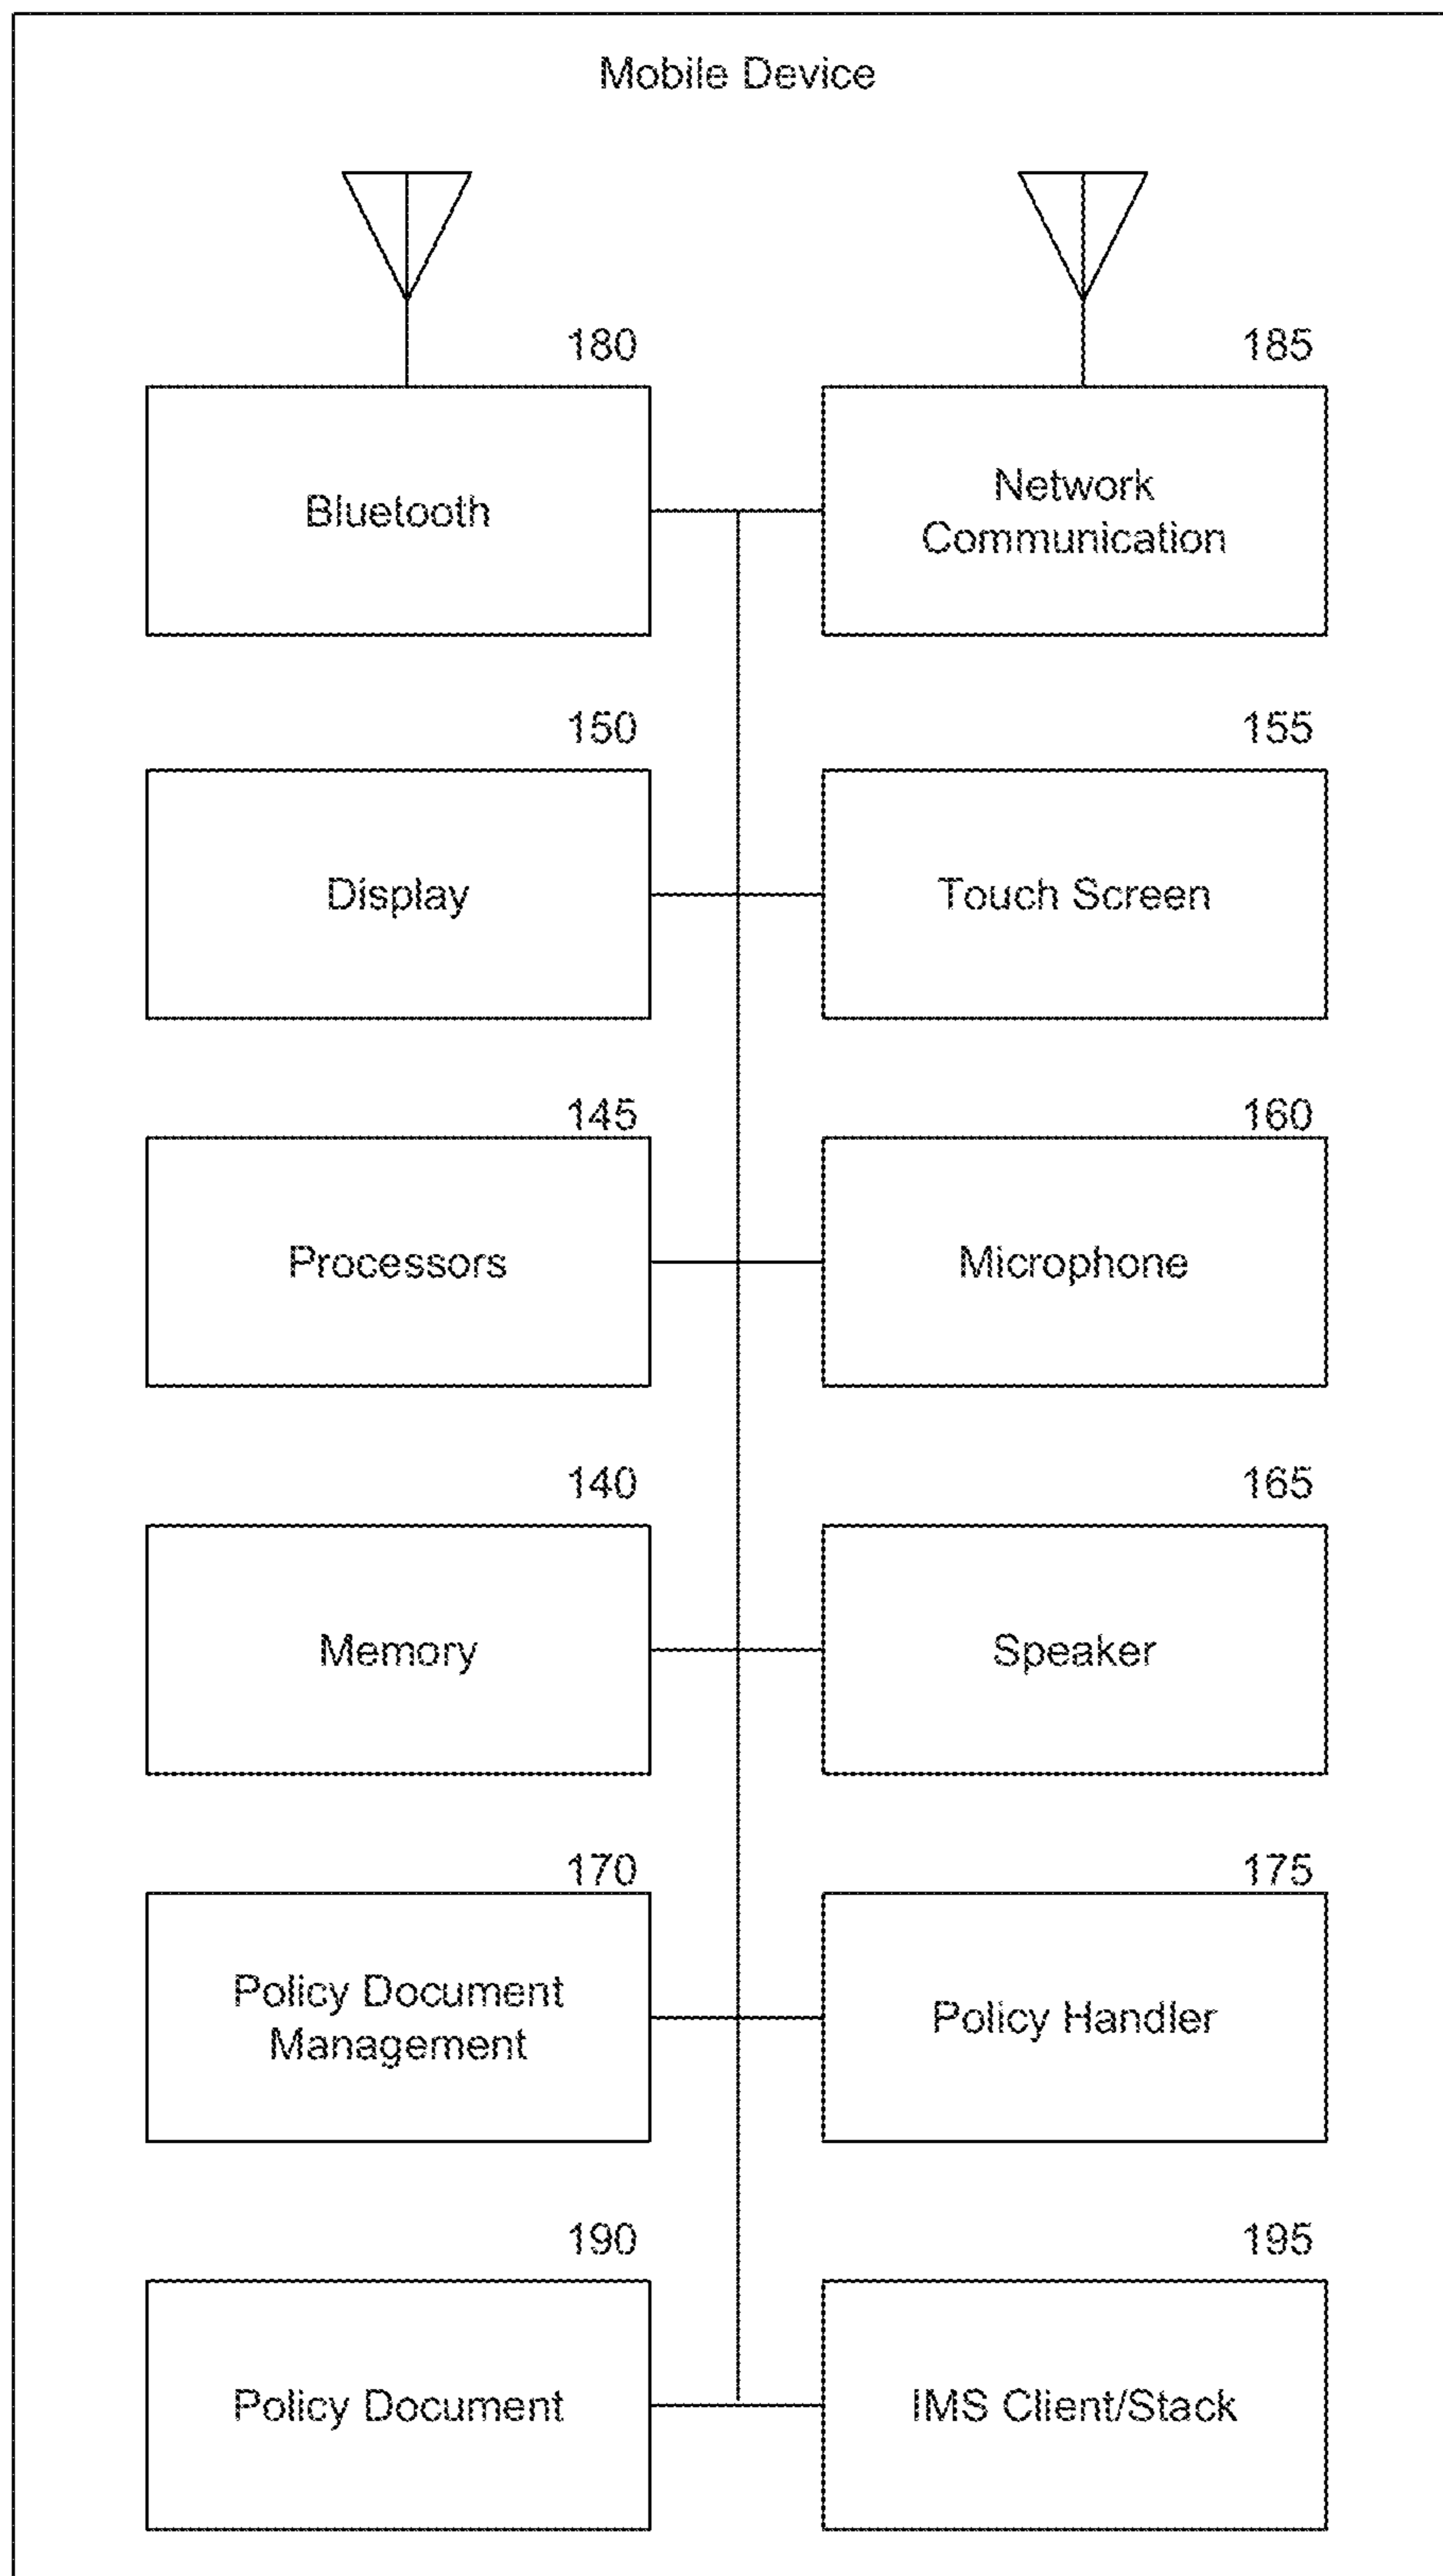 Mobile Device
180
185
Bluetooth
Network
Communication
150
155
Display
Touch Screen
145
160
Processors
Microphone
140
165
Memory
Speaker
170
175
Policy Document
Management
Policy Handler
190
195
Policy Document
IMS Client/Stack